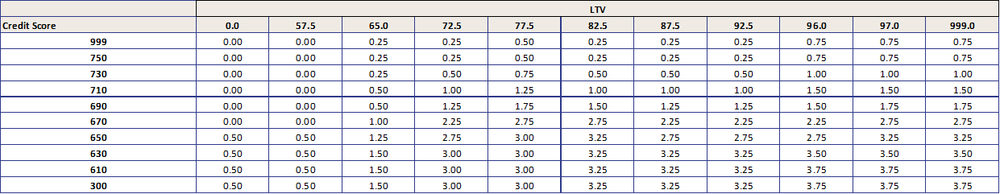 LTV
Credit Score 0.0 57.5 65.0 72.5 77.5 82.5 87.5 92.5 96.0 97.0 999.0
999 0.00 0.00 0.25 0.25 0.50 0.25 0.25 0.25 0.75 0.75 0.75
750 0.00 0.00 0.25 0.25 0.50 0.25 0.25 0.25 0.75 0.75 0.75
730 0.00 0.00 0.25 0.50 0.75 0.50 0.50 0.50 1.00 1.00 1.00
710 0.00 0.00 0.50 1.00 1.25 1.00 1.00 1.00 1.50 1.50 1.50
690 0.00 0.00 0.50 1.25 1.75 1.50 1.25 1.25 1.50 1.75 1.75
670 0.00 0.00 1.00 2.25 2.75 2.75 2.25 2.25 2.25 2.75 2.75
650 0.50 0.50 1.25 2.75 3.00 3.25 2.75 2.75 2.75 3.25 3.25
630 0.50 0.50 1.50 3.00 3.00 3.25 3.25 3.25 3.50 3.50 3.50
610 0.50 0.50 1.50 3.00 3.00 3.25 3.25 3.25 3.75 3.75 3.75
300 0.50 0.50 1.50 3.00 3.00 3.25 3.25 3.25 3.75 3.75 3.75